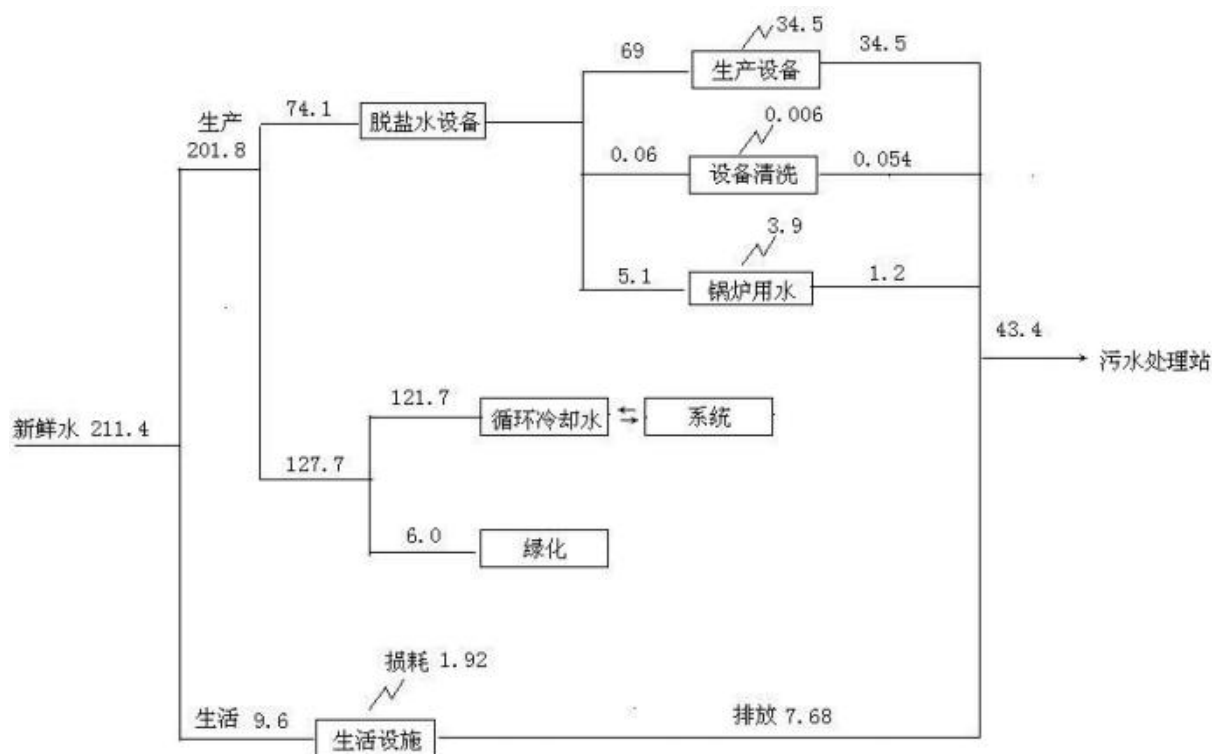 34.5
69
生产设备
34.5
生产
74.1
脱盐水设备
0.006
201.8
0.06
设备清洗
0.054
3.9
5.1
锅炉用水
1.2
43.4
污水处理站
121.7
循环冷却水
系统
新鲜水 211.4
127.7
6.0
绿化
损耗 1.92
生活 9.6
生活设施
排放 7.68